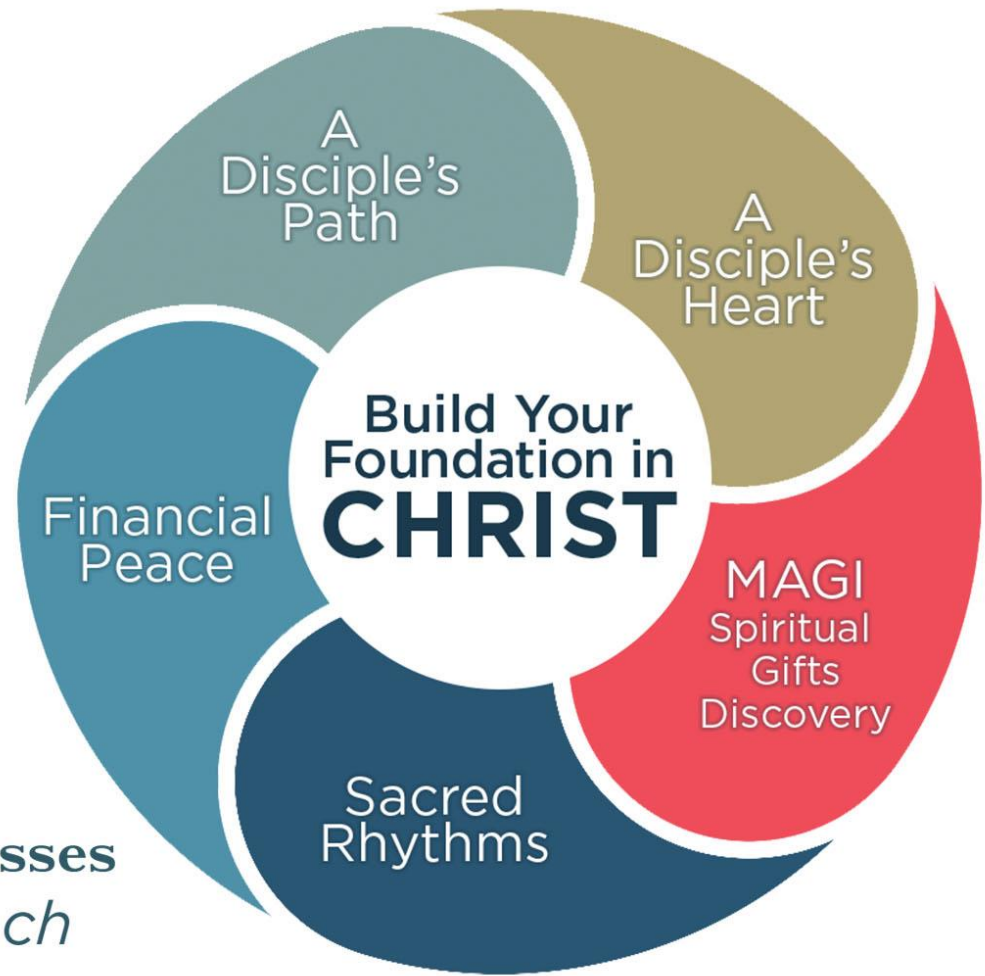 A
Disciple's
Path
A
Disciple's
Heart
Build Your
Foundation in
CHRIST
Financial
Peace
MAGI
Spiritual
Gifts
Discovery
Sacred
Rhythms
sses
ch